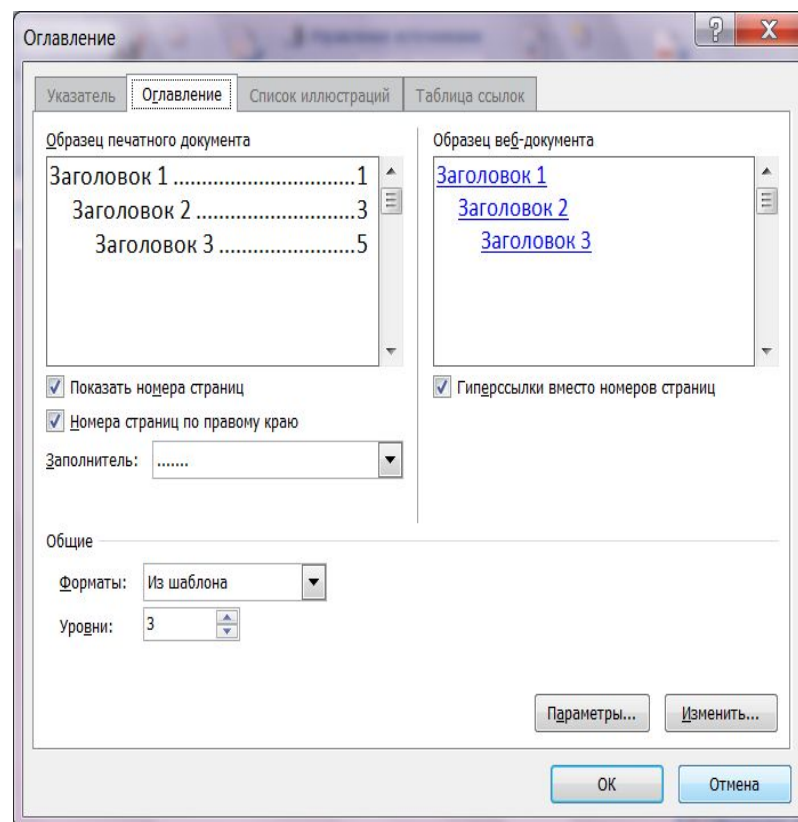 Оглавление
Указатель
Оглавление
Список иллюстраций
Таблица ссылок
Образец печатного документа
Заголовок 1 ................................1
Заголовок 2 ............................3
Заголовок 3 .......................5
Образец веб-документа
Заголовок 1
Заголовок 2
Заголовок 3
Показать номера страниц
Номера страниц по правому краю
Заполнитель: .......
Гиперссылки вместо номеров страниц
Общие
Форматы: Из шаблона
Уровни: 3
Параметры... Изменить...
ОК Отмена